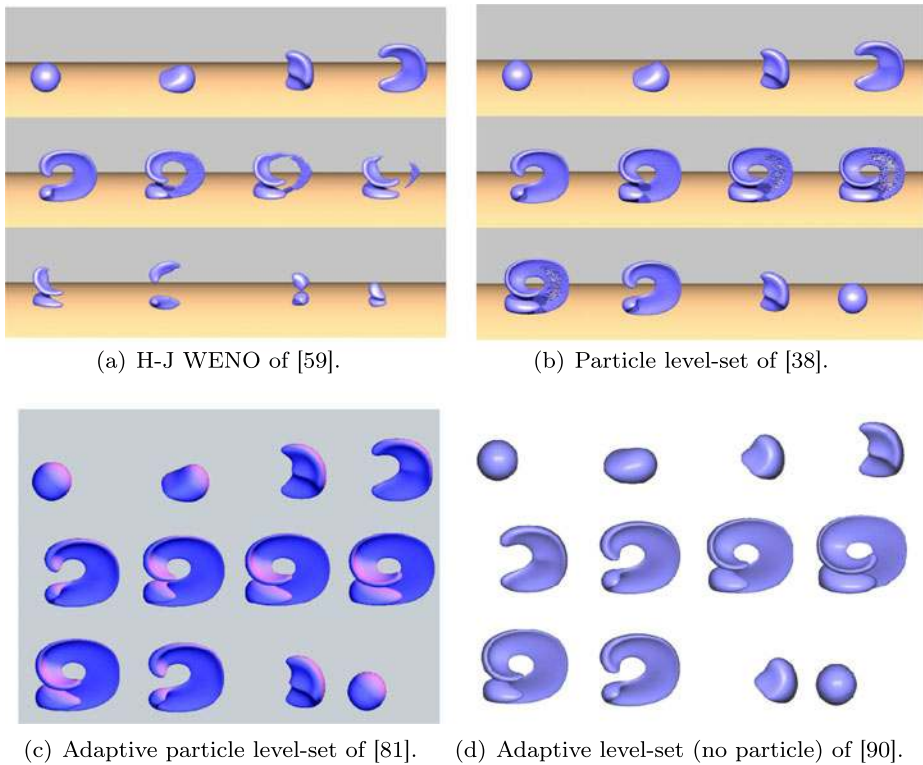 (a) H-J WENO of [59].
(b) Particle level-set of [38].
(c) Adaptive particle level-set of [81].
(d) Adaptive level-set (no particle) of [90].